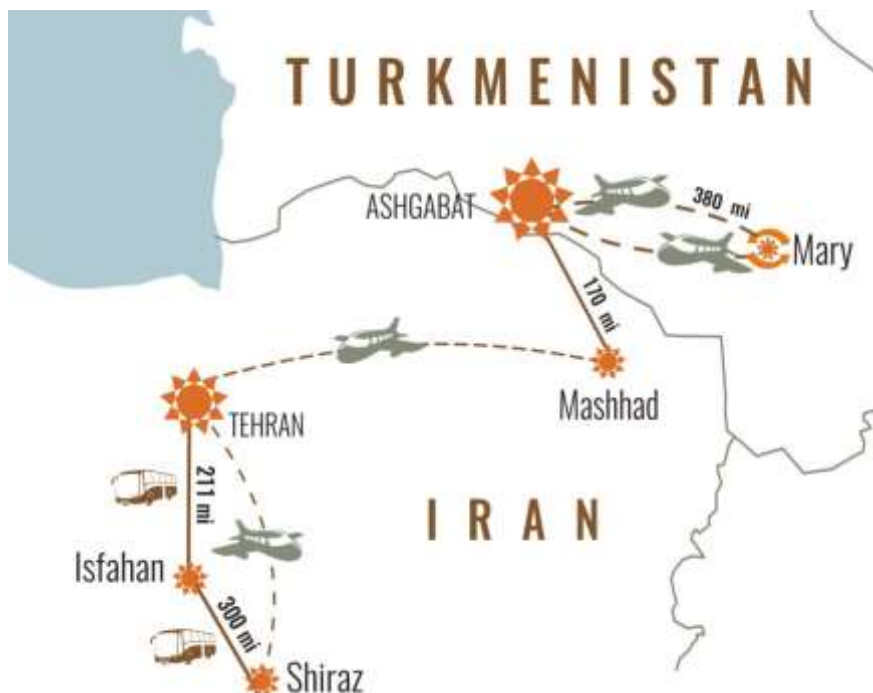 TURKMENISTAN
ASHGABAT
380 mi
Mary
170 mi
Mashhad
TEHRAN
211 mi
IRAN
Isfahan
300 mi
Shiraz